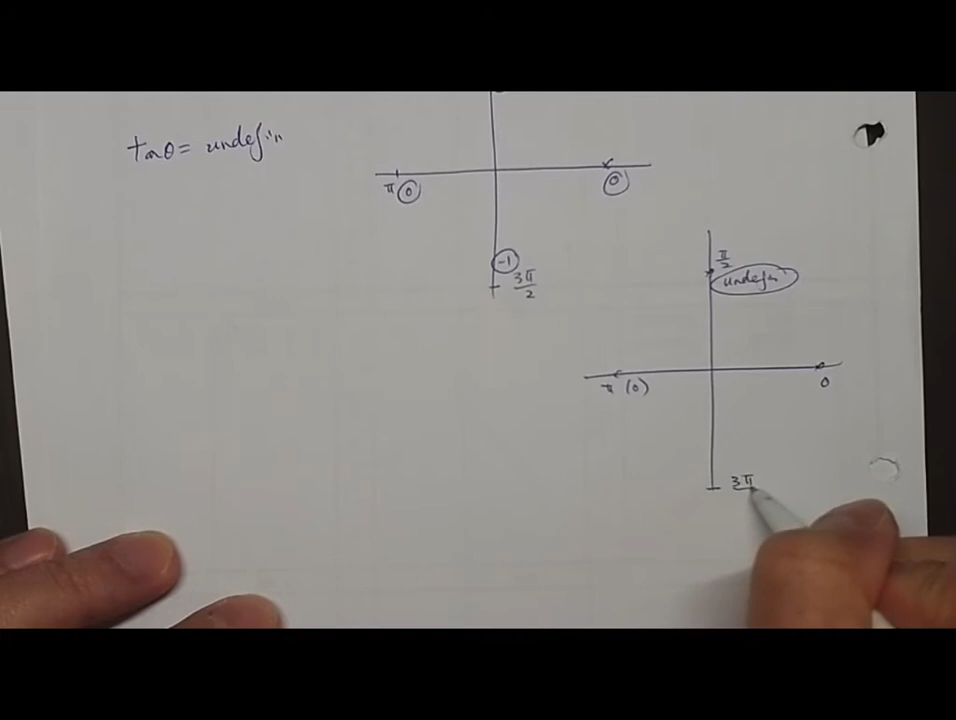 tanθ = undefin
π 0
0
-1
3π/2
π/2
undefin
π (0)
0
3π